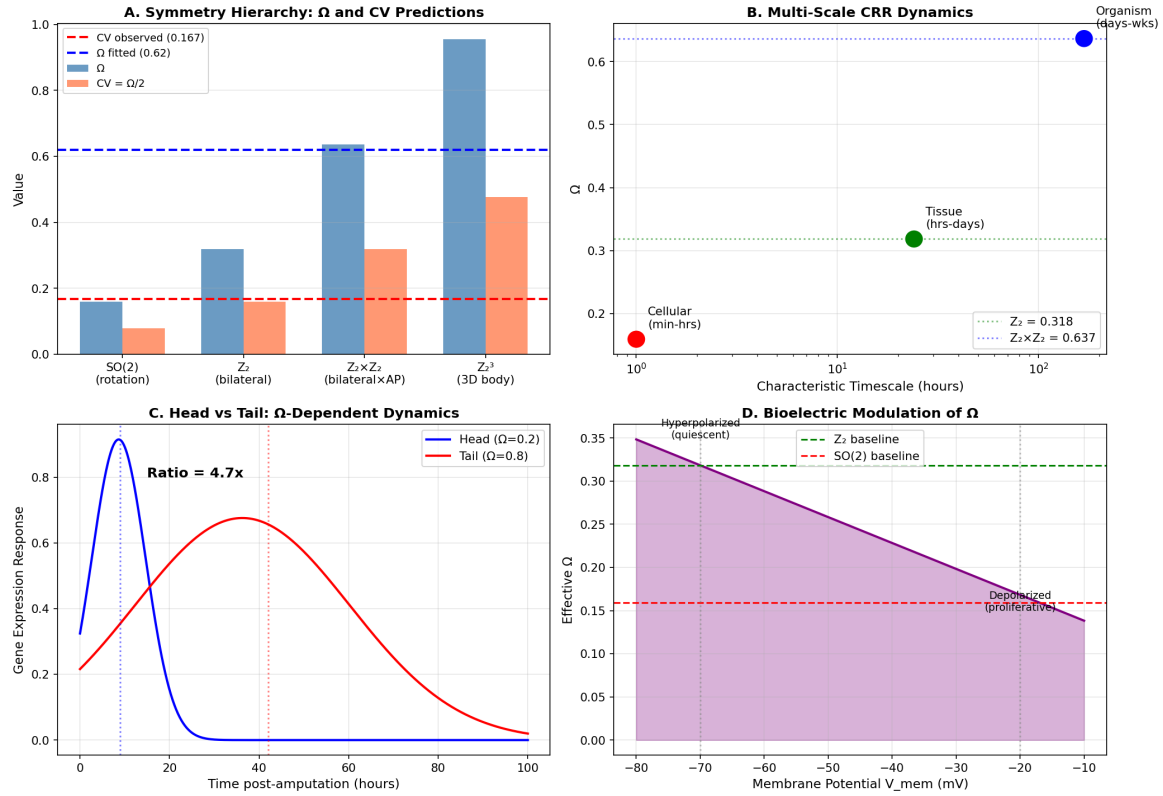 A. Symmetry Hierarchy: Ω and CV Predictions
CV observed (0.167)
Ω fitted (0.62)
Ω
CV = Ω/2
Value
1.0
0.8
0.6
0.4
0.2
0.0
SO(2)
(rotation)
Z₂
(bilateral)
Z₂×Z₂
(bilateral×AP)
Z₂³
(3D body)
B. Multi-Scale CRR Dynamics
Organism
(days-wks)
Tissue
(hrs-days)
Cellular
(min-hrs)
Z₂ = 0.318
Z₂×Z₂ = 0.637
Ω
0.6
0.5
0.4
0.3
0.2
10⁰
10¹
10²
Characteristic Timescale (hours)
C. Head vs Tail: Ω-Dependent Dynamics
Head (Ω=0.2)
Tail (Ω=0.8)
Ratio = 4.7x
Gene Expression Response
0.8
0.6
0.4
0.2
0.0
0
20
40
60
80
100
Time post-amputation (hours)
D. Bioelectric Modulation of Ω
Hyperpolarized
(quiescent)
Z₂ baseline
SO(2) baseline
Depolarized
(proliferative)
Effective Ω
0.35
0.30
0.25
0.20
0.15
0.10
0.05
0.00
−80
−70
−60
−50
−40
−30
−20
−10
Membrane Potential V_mem (mV)